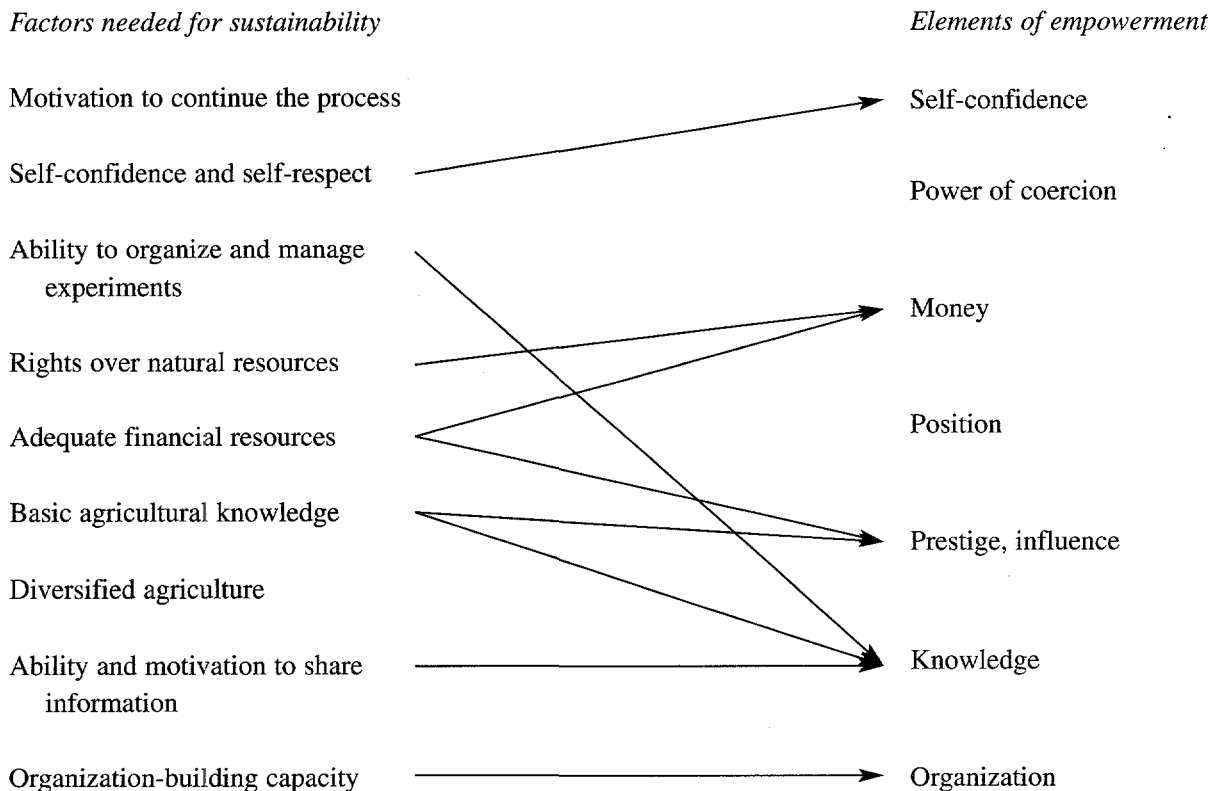 Factors needed for sustainability
Elements of empowerment
Motivation to continue the process
Self-confidence
Self-confidence and self-respect
Power of coercion
Ability to organize and manage
experiments
Money
Rights over natural resources
Position
Adequate financial resources
Basic agricultural knowledge
Prestige, influence
Diversified agriculture
Ability and motivation to share
information
Knowledge
Organization-building capacity
Organization